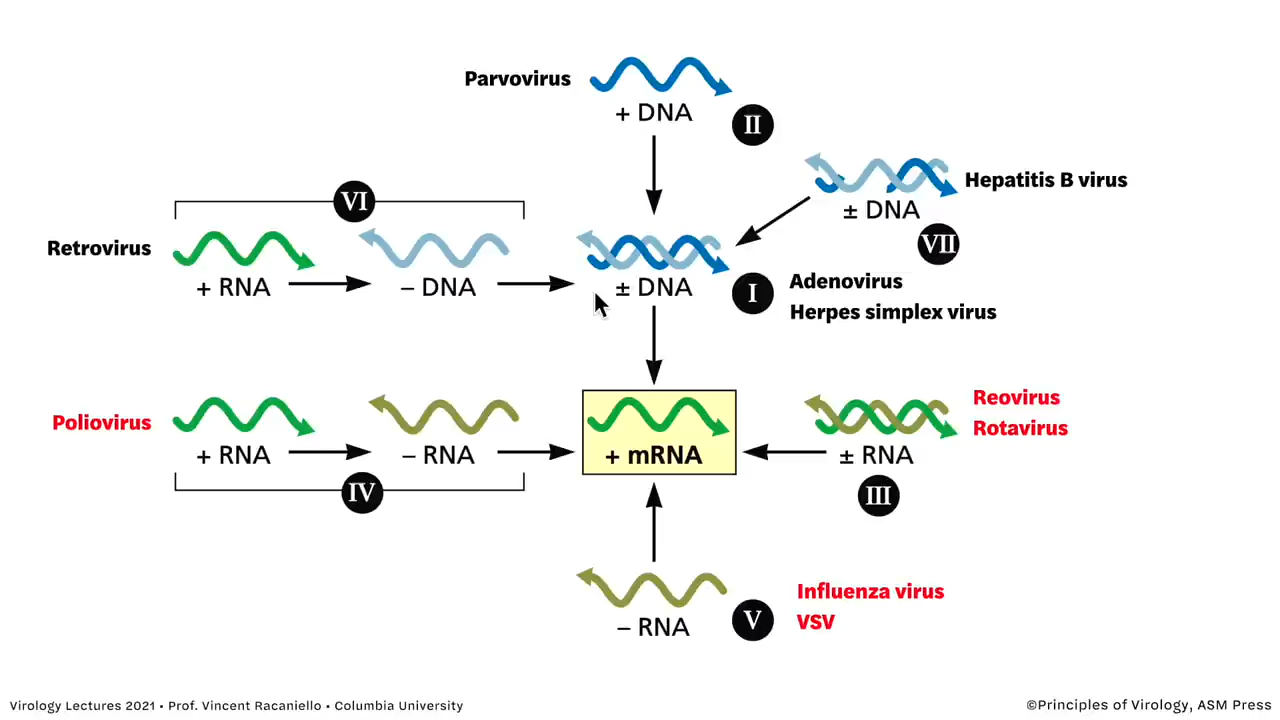 Parvovirus
+ DNA
II
Hepatitis B virus
± DNA
VII
VI
Retrovirus
+ RNA
– DNA
± DNA
I
Adenovirus
Herpes simplex virus
Poliovirus
+ RNA
– RNA
IV
+ mRNA
Reovirus
Rotavirus
± RNA
III
– RNA
V
Influenza virus
VSV
Virology Lectures 2021 • Prof. Vincent Racaniello • Columbia University
©Principles of Virology, ASM Press